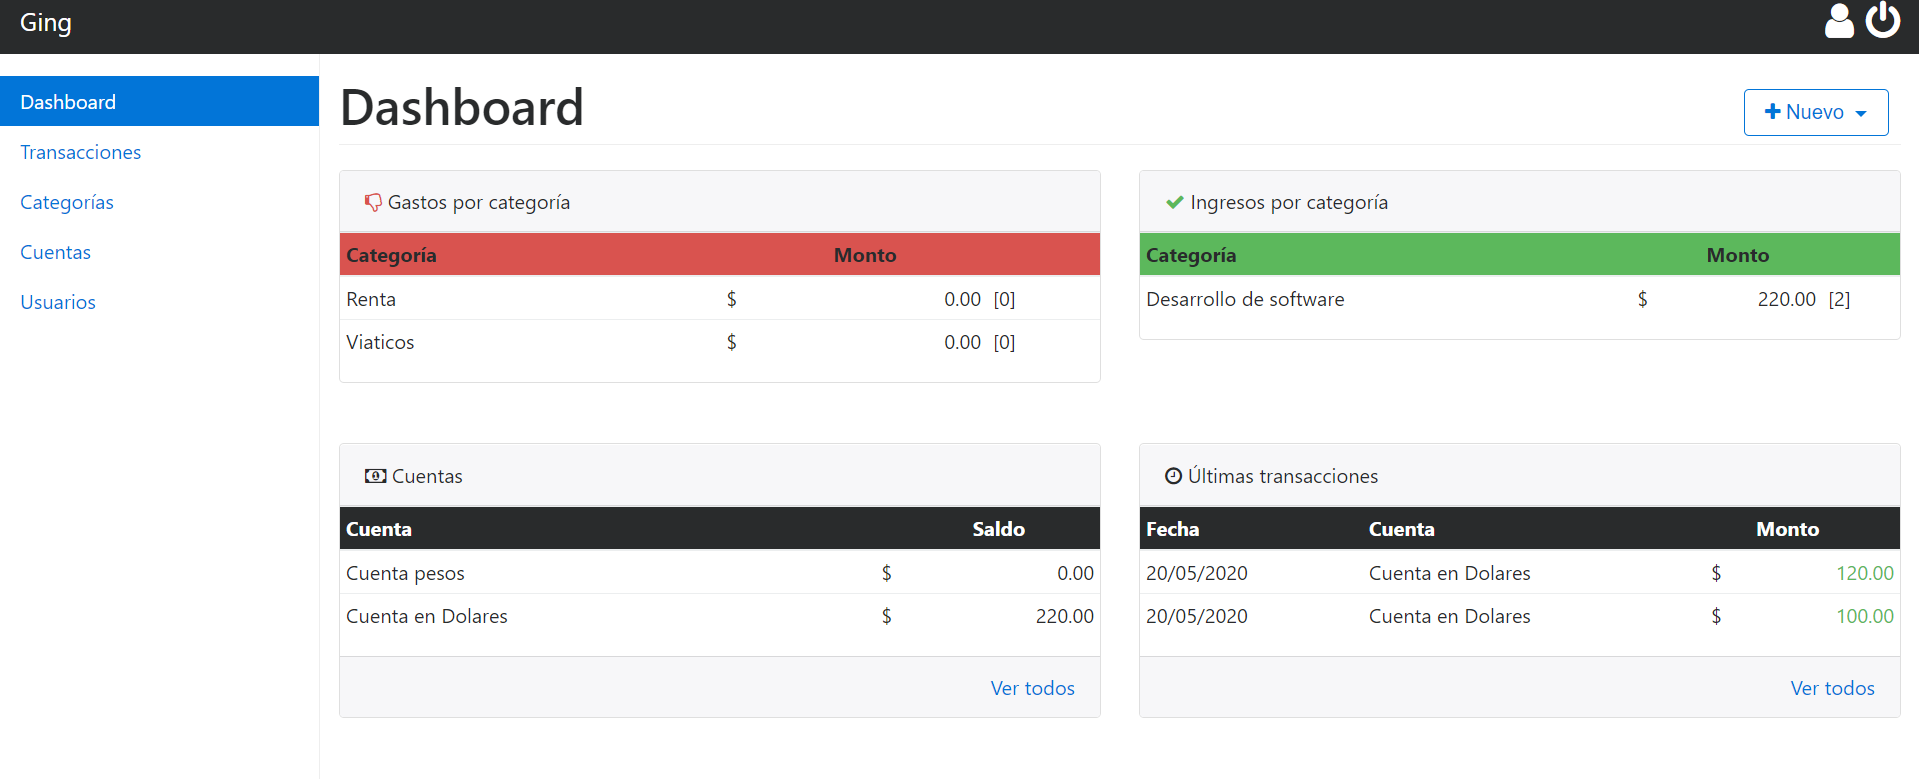 Ging
Dashboard
Transacciones
Categorías
Cuentas
Usuarios
Dashboard
Nuevo
Gastos por categoría
Categoría Monto
Renta $ 0.00 [0]
Viaticos $ 0.00 [0]
Ingresos por categoría
Categoría Monto
Desarrollo de software $ 220.00 [2]
Cuentas
Cuenta Saldo
Cuenta pesos $ 0.00
Cuenta en Dolares $ 220.00
Ver todos
Últimas transacciones
Fecha Cuenta Monto
20/05/2020 Cuenta en Dolares $ 120.00
20/05/2020 Cuenta en Dolares $ 100.00
Ver todos